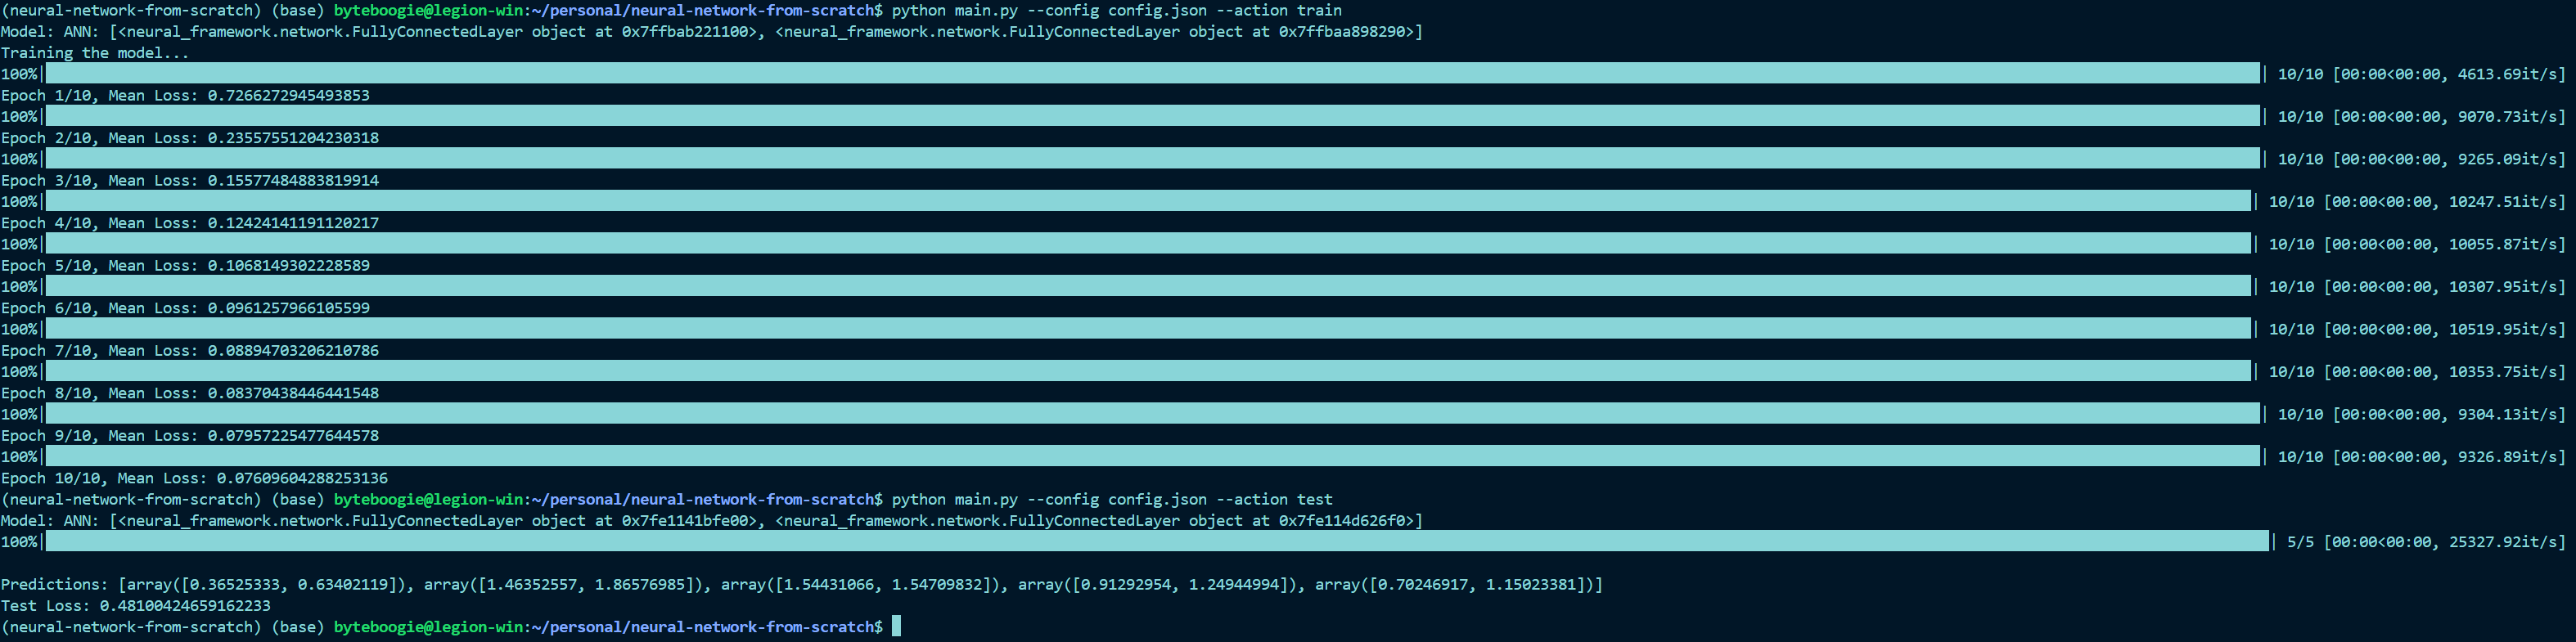 (neural-network-from-scratch) (base) byteboogie@legion-win:~/personal/neural-network-from-scratch$ python main.py --config config.json --action train
Model: ANN: [<neural_framework.network.FullyConnectedLayer object at 0x7ffbab221100>, <neural_framework.network.FullyConnectedLayer object at 0x7ffbaa898290>]
Training the model...
100%| | 10/10 [00:00<00:00, 4613.69it/s]
Epoch 1/10, Mean Loss: 0.7266272945493853
100%| | 10/10 [00:00<00:00, 9070.73it/s]
Epoch 2/10, Mean Loss: 0.23557551204230318
100%| | 10/10 [00:00<00:00, 9265.09it/s]
Epoch 3/10, Mean Loss: 0.15577484883819914
100%| | 10/10 [00:00<00:00, 10247.51it/s]
Epoch 4/10, Mean Loss: 0.12424141191120217
100%| | 10/10 [00:00<00:00, 10055.87it/s]
Epoch 5/10, Mean Loss: 0.1068149302228589
100%| | 10/10 [00:00<00:00, 10307.95it/s]
Epoch 6/10, Mean Loss: 0.0961257966105599
100%| | 10/10 [00:00<00:00, 10519.95it/s]
Epoch 7/10, Mean Loss: 0.08894703206210786
100%| | 10/10 [00:00<00:00, 10353.75it/s]
Epoch 8/10, Mean Loss: 0.08370438446441548
100%| | 10/10 [00:00<00:00, 9304.13it/s]
Epoch 9/10, Mean Loss: 0.07957225477644578
100%| | 10/10 [00:00<00:00, 9326.89it/s]
Epoch 10/10, Mean Loss: 0.07609604288253136
(neural-network-from-scratch) (base) byteboogie@legion-win:~/personal/neural-network-from-scratch$ python main.py --config config.json --action test
Model: ANN: [<neural_framework.network.FullyConnectedLayer object at 0x7fe1141bfe00>, <neural_framework.network.FullyConnectedLayer object at 0x7fe114d626f0>]
100%| | 5/5 [00:00<00:00, 25327.92it/s]
Predictions: [array([0.36525333, 0.63402119]), array([1.46352557, 1.86576985]), array([1.54431066, 1.54709832]), array([0.91292954, 1.24944994]), array([0.70246917, 1.15023381])]
Test Loss: 0.48100424659162233
(neural-network-from-scratch) (base) byteboogie@legion-win:~/personal/neural-network-from-scratch$